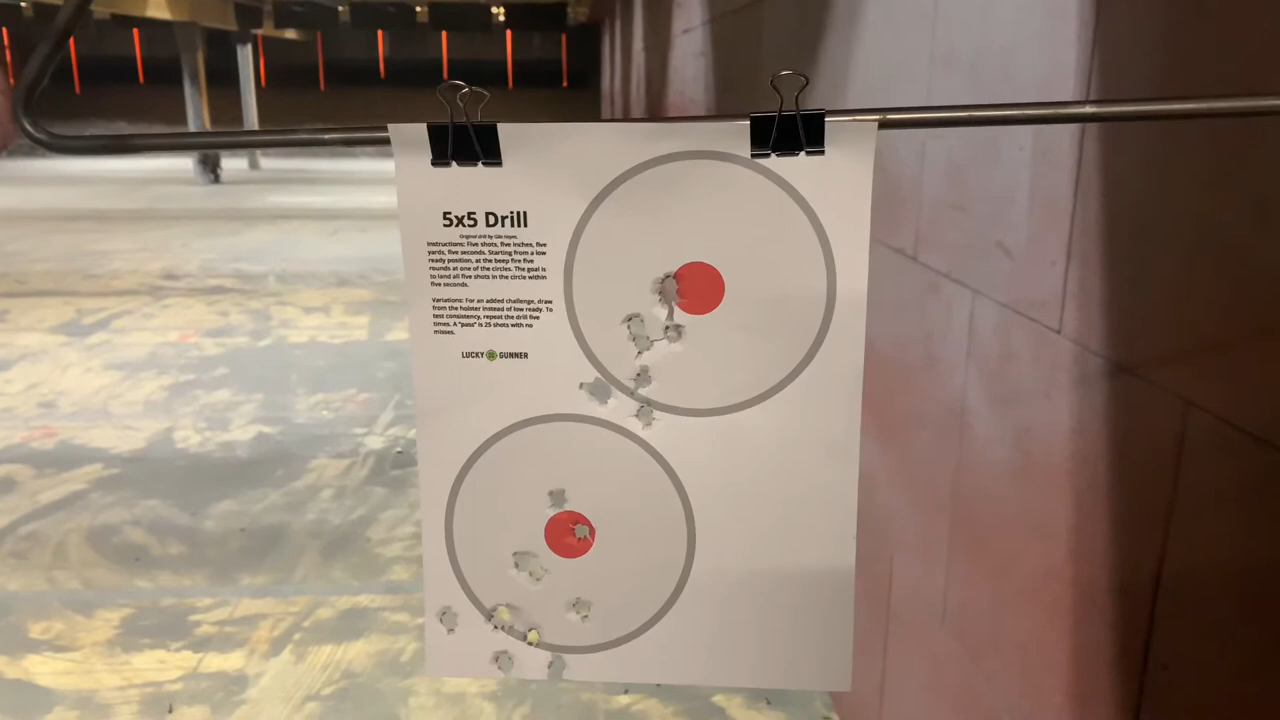 5x5 Drill
Original drill by Gila Hayes.
Instructions: Five shots, five inches, five
yards, five seconds. Starting from a low
ready position, at the beep fire five
rounds at one of the circles. The goal is
to land all five shots in the circle within
five seconds.
Variations: For an added challenge, draw
from the holster instead of low ready. To
test consistency, repeat the drill five
times. A "pass" is 25 shots with no
misses.
LUCKY GUNNER